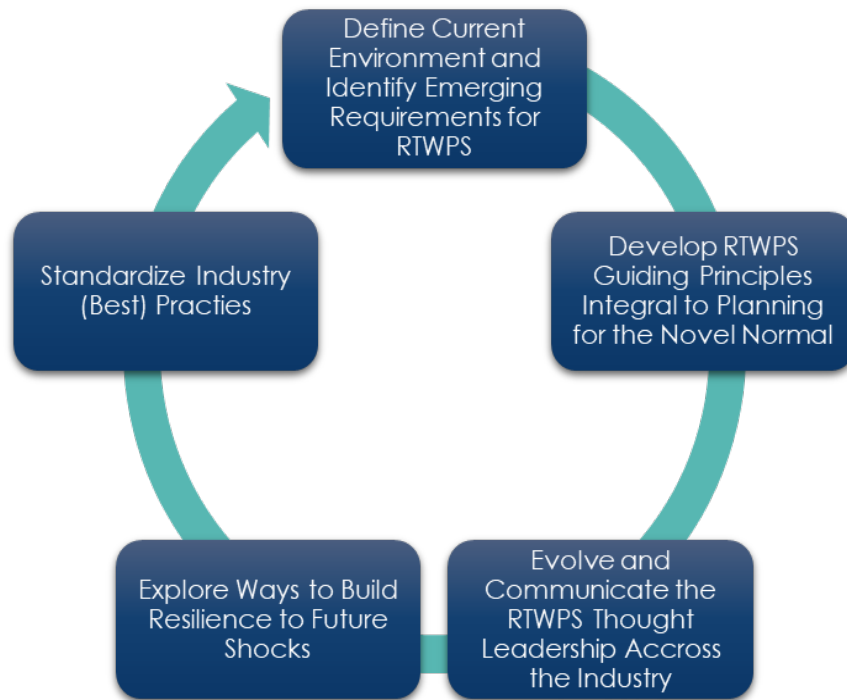 Define Current
Environment and
Identify Emerging
Requirements for
RTWPS
Develop RTWPS
Guiding Principles
Integral to Planning
for the Novel Normal
Evolve and
Communicate the
RTWPS Thought
Leadership Accross
the Industry
Explore Ways to Build
Resilience to Future
Shocks
Standardize Industry
(Best) Practies